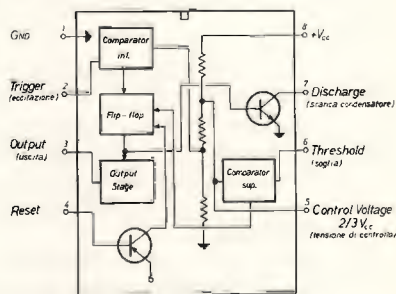 GND
1
Trigger
(eccitazione)
2
Output
(uscita)
3
Reset
4
Comparator
inf.
Flip-flop
Output
Stage
Comparator
sup.
8
+Vcc
7
Discharge
(scarica condensatore)
6
Threshold
(soglia)
5
Control Voltage
2/3 Vcc
(tensione di controllo)